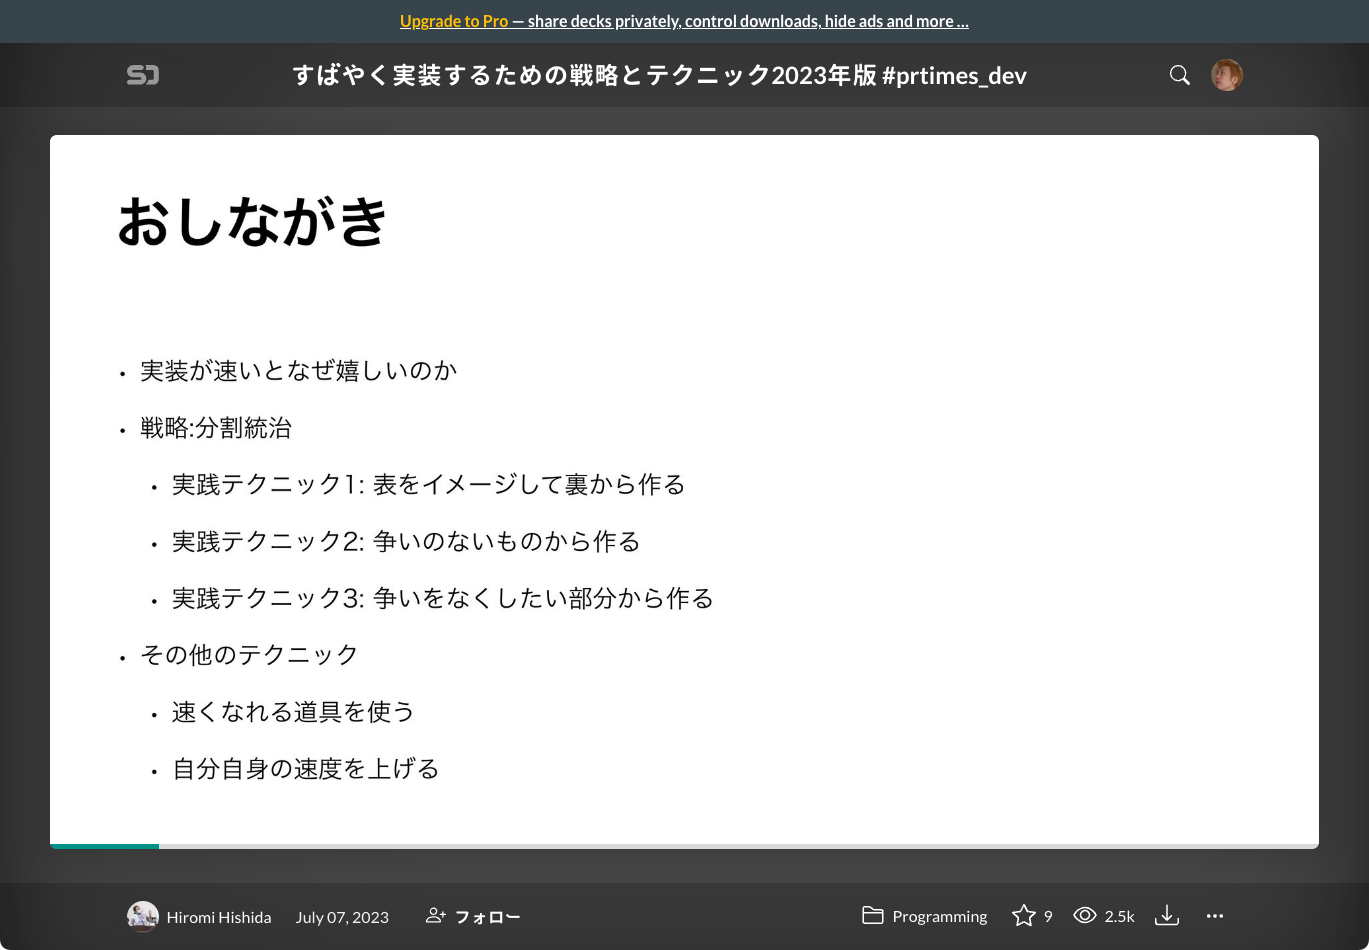 Upgrade to Pro — share decks privately, control downloads, hide ads and more …
SD すばやく実装するための戦略とテクニック2023年版 #prtimes_dev
おしながき
• 実装が速いとなぜ嬉しいのか
• 戦略:分割統治
• 実践テクニック1: 表をイメージして裏から作る
• 実践テクニック2: 争いのないものから作る
• 実践テクニック3: 争いをなくしたい部分から作る
• その他のテクニック
• 速くなれる道具を使う
• 自分自身の速度を上げる
Hiromi Hishida July 07, 2023 フォロー Programming 9 2.5k